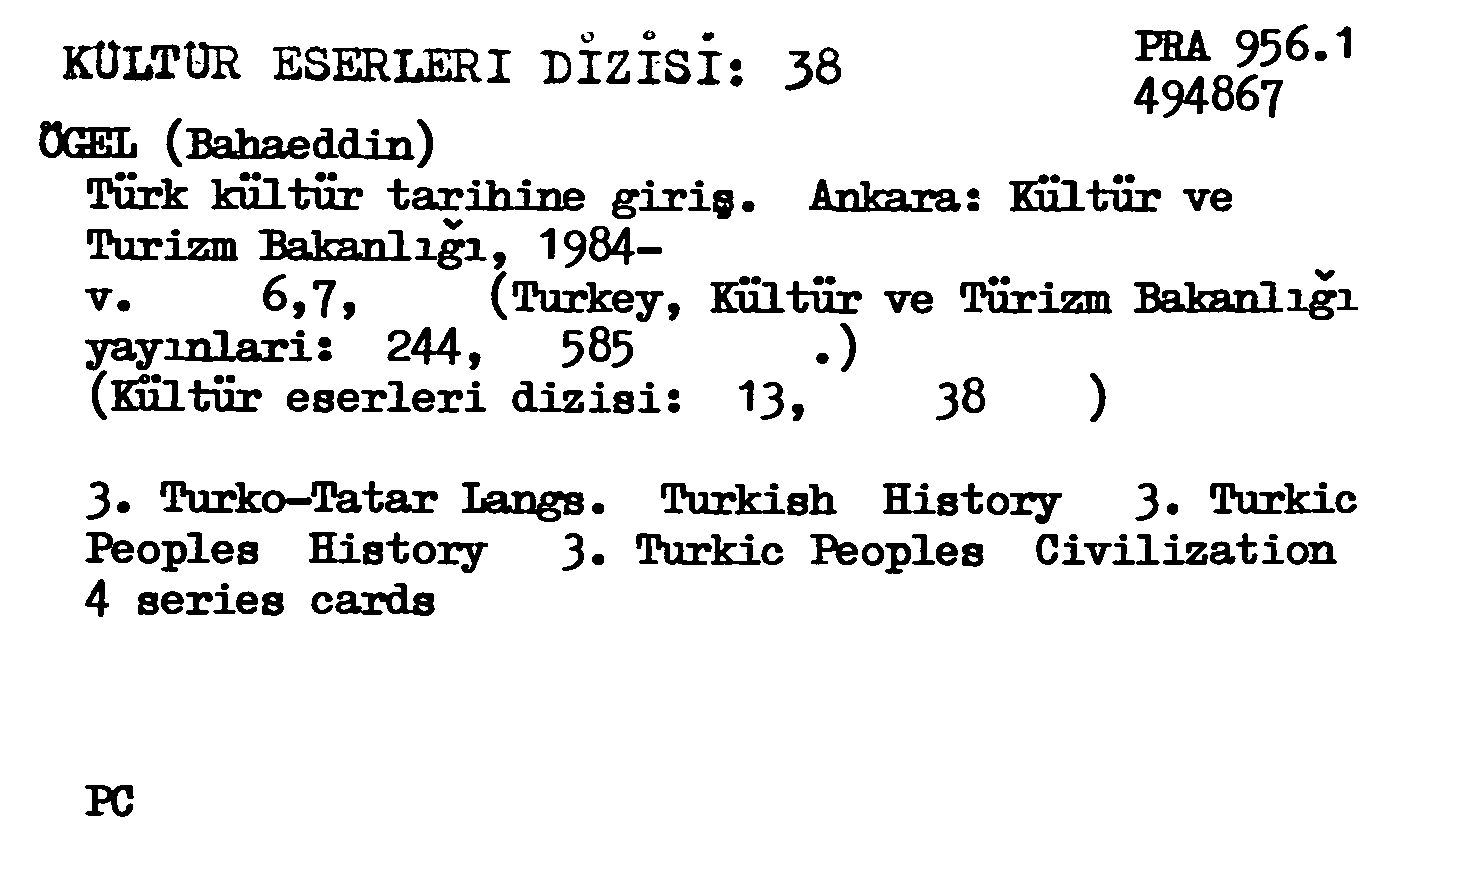 KÜLTÜR ESERLERI DİZİSİ: 38
PRA 956.1
494867
ÖGEL (Bahaeddin)
Türk kültür tarihine giriş. Ankara: Kültür ve
Turizm Bakanlığı, 1984-
v. 6,7, (Turkey, Kültür ve Türizm Bakanlığı
yayınlari: 244, 585 .)
(Kültür eserleri dizisi: 13, 38 )
3. Turko-Tatar Langs. Turkish History 3. Turkic
Peoples History 3. Turkic Peoples Civilization
4 series cards
PC